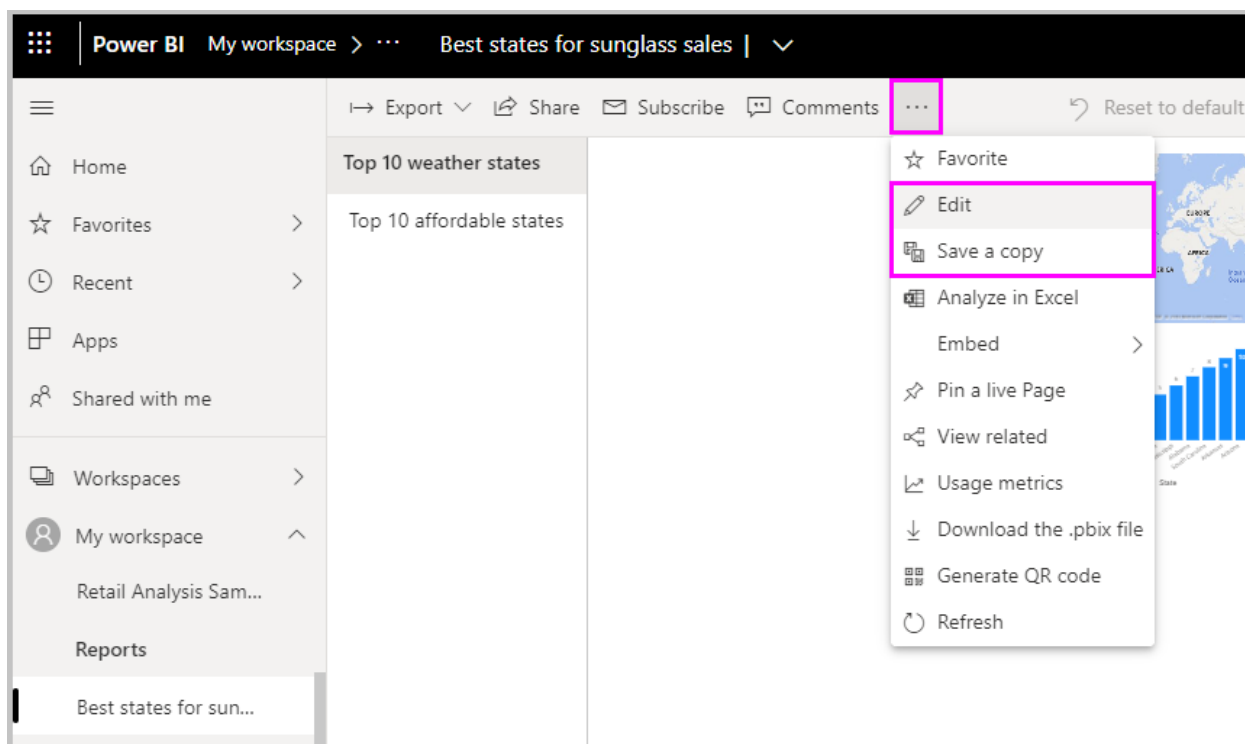 Power BI My workspace > ··· Best states for sunglass sales |
Export Share Subscribe Comments ··· Reset to default
Home
Favorites
Recent
Apps
Shared with me
Workspaces
My workspace
Retail Analysis Sam...
Reports
Best states for sun...
Top 10 weather states
Top 10 affordable states
Favorite
Edit
Save a copy
Analyze in Excel
Embed
Pin a live Page
View related
Usage metrics
Download the .pbix file
Generate QR code
Refresh
EUROPE
AFRICA
State